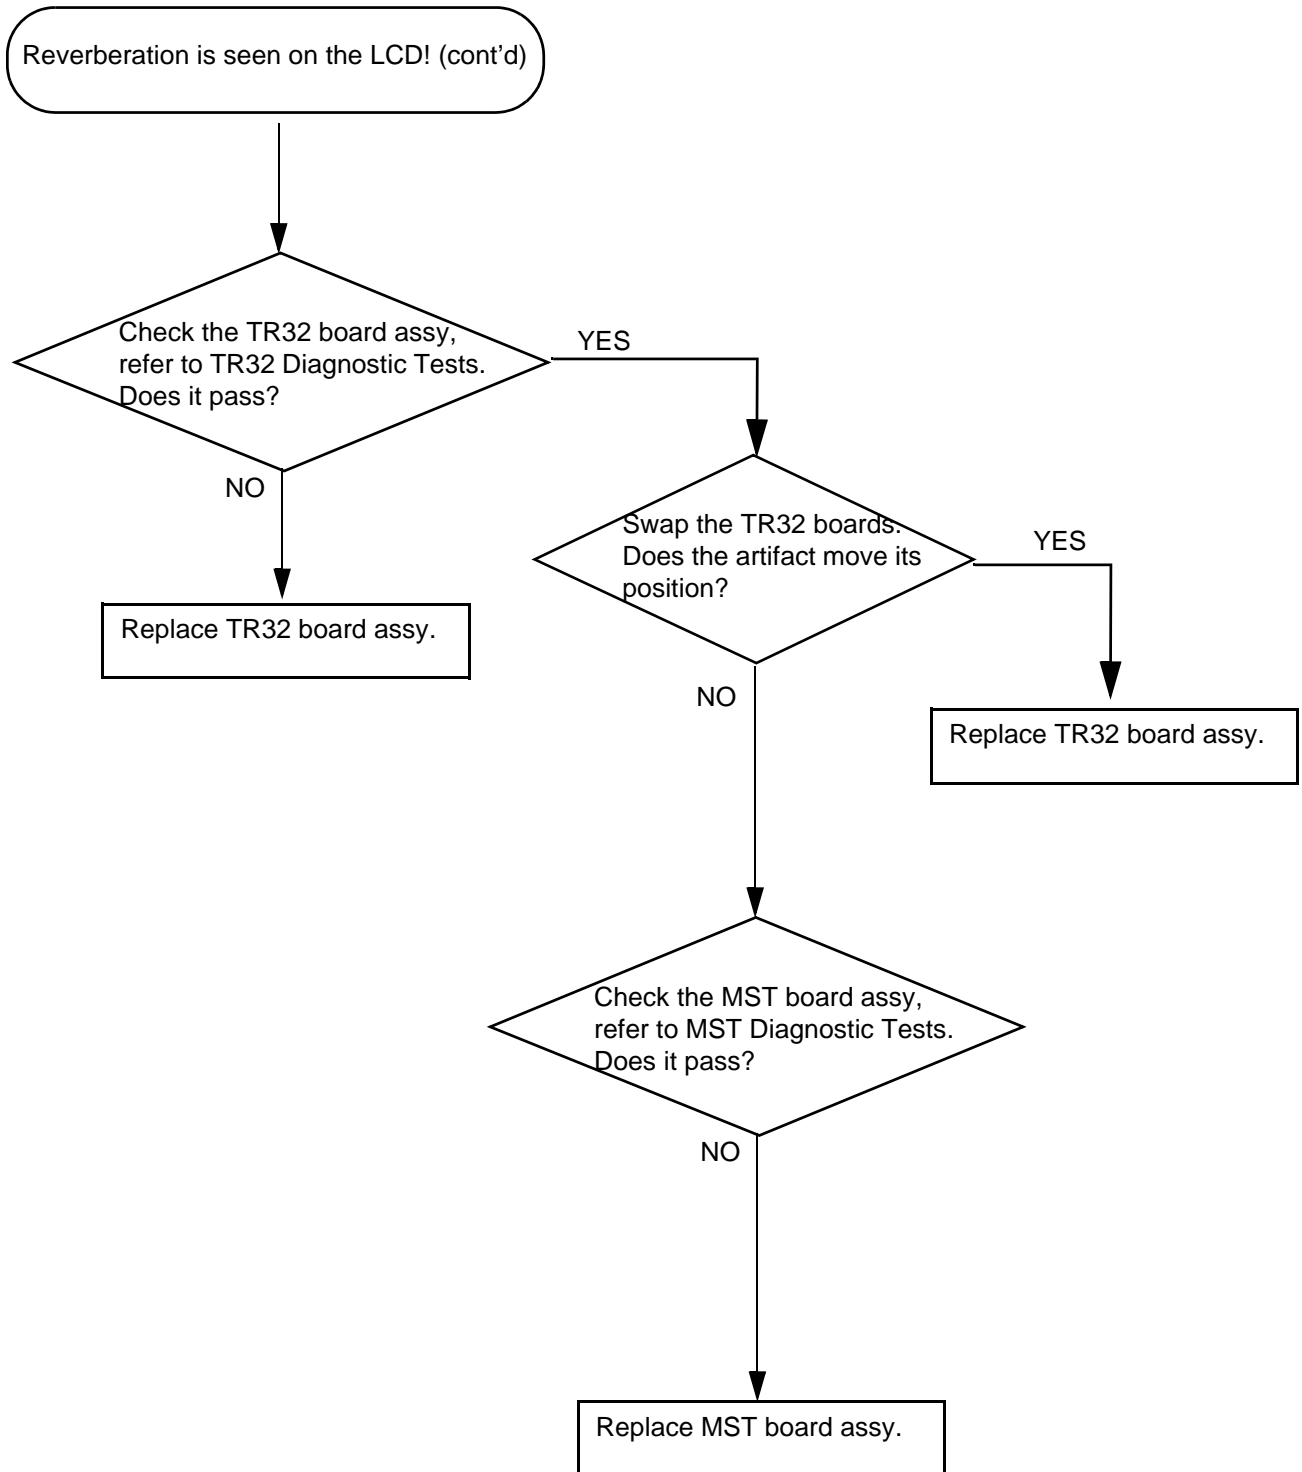 Reverberation is seen on the LCD! (cont’d)
Check the TR32 board assy,
refer to TR32 Diagnostic Tests.
Does it pass?
YES
NO
Swap the TR32 boards.
Does the artifact move its
position?
YES
Replace TR32 board assy.
NO
Replace TR32 board assy.
Check the MST board assy,
refer to MST Diagnostic Tests.
Does it pass?
NO
Replace MST board assy.